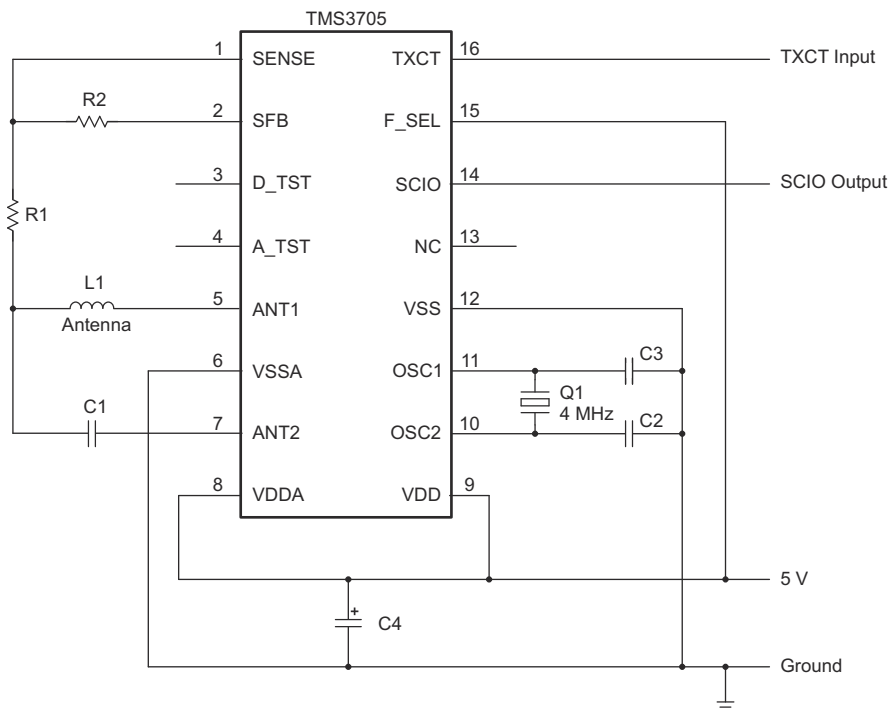 TMS3705
1 SENSE TXCT 16 TXCT Input
R2
2 SFB F_SEL 15
3 D_TST SCIO 14 SCIO Output
R1
4 A_TST NC 13
L1
Antenna
5 ANT1 VSS 12
6 VSSA OSC1 11 C3
Q1
4 MHz
C1
7 ANT2 OSC2 10 C2
8 VDDA VDD 9
5 V
+
C4
Ground